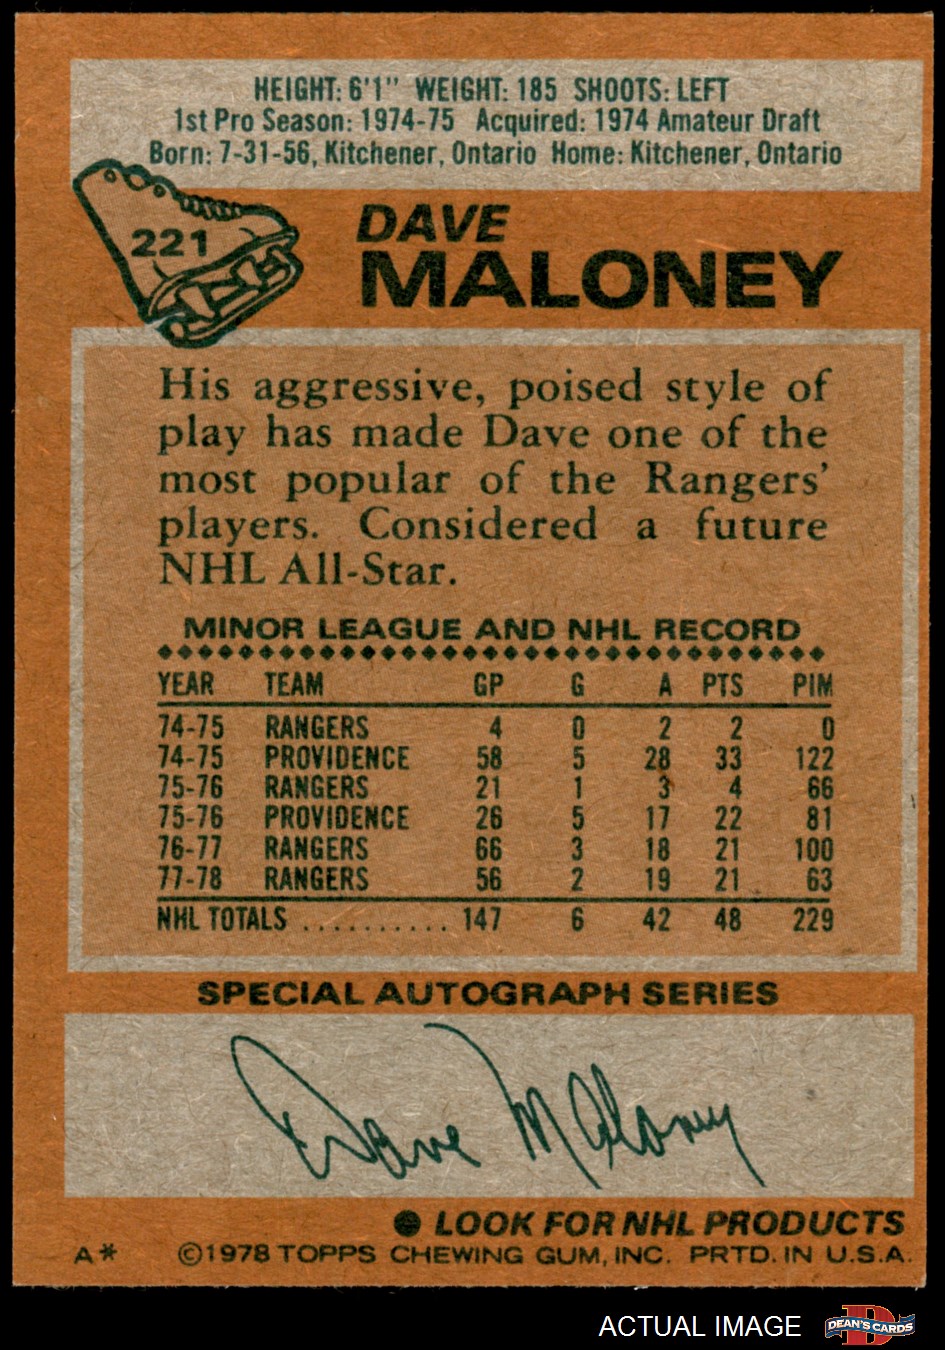 HEIGHT: 6'1" WEIGHT: 185 SHOOTS: LEFT
1st Pro Season: 1974-75 Acquired: 1974 Amateur Draft
Born: 7-31-56, Kitchener, Ontario Home: Kitchener, Ontario
221
DAVE
MALONEY
His aggressive, poised style of
play has made Dave one of the
most popular of the Rangers'
players. Considered a future
NHL All-Star.
MINOR LEAGUE AND NHL RECORD
YEAR TEAM GP G A PTS PIM
74-75 RANGERS 4 0 2 2 0
74-75 PROVIDENCE 58 5 28 33 122
75-76 RANGERS 21 1 3 4 66
75-76 PROVIDENCE 26 5 17 22 81
76-77 RANGERS 66 3 18 21 100
77-78 RANGERS 56 2 19 21 63
NHL TOTALS .......... 147 6 42 48 229
SPECIAL AUTOGRAPH SERIES
Dave Maloney
● LOOK FOR NHL PRODUCTS
A* ©1978 TOPPS CHEWING GUM, INC. PRTD. IN U.S.A.
ACTUAL IMAGE
D
DEAN'S CARDS